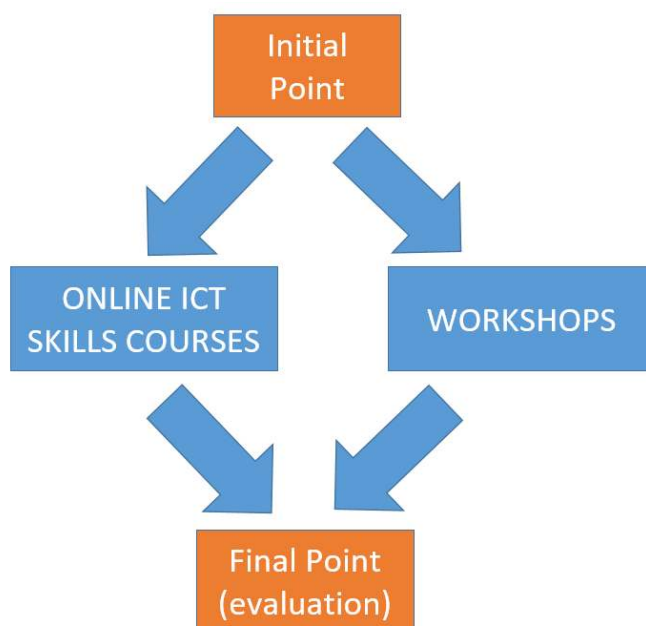 Initial
Point
ONLINE ICT
SKILLS COURSES
WORKSHOPS
Final Point
(evaluation)